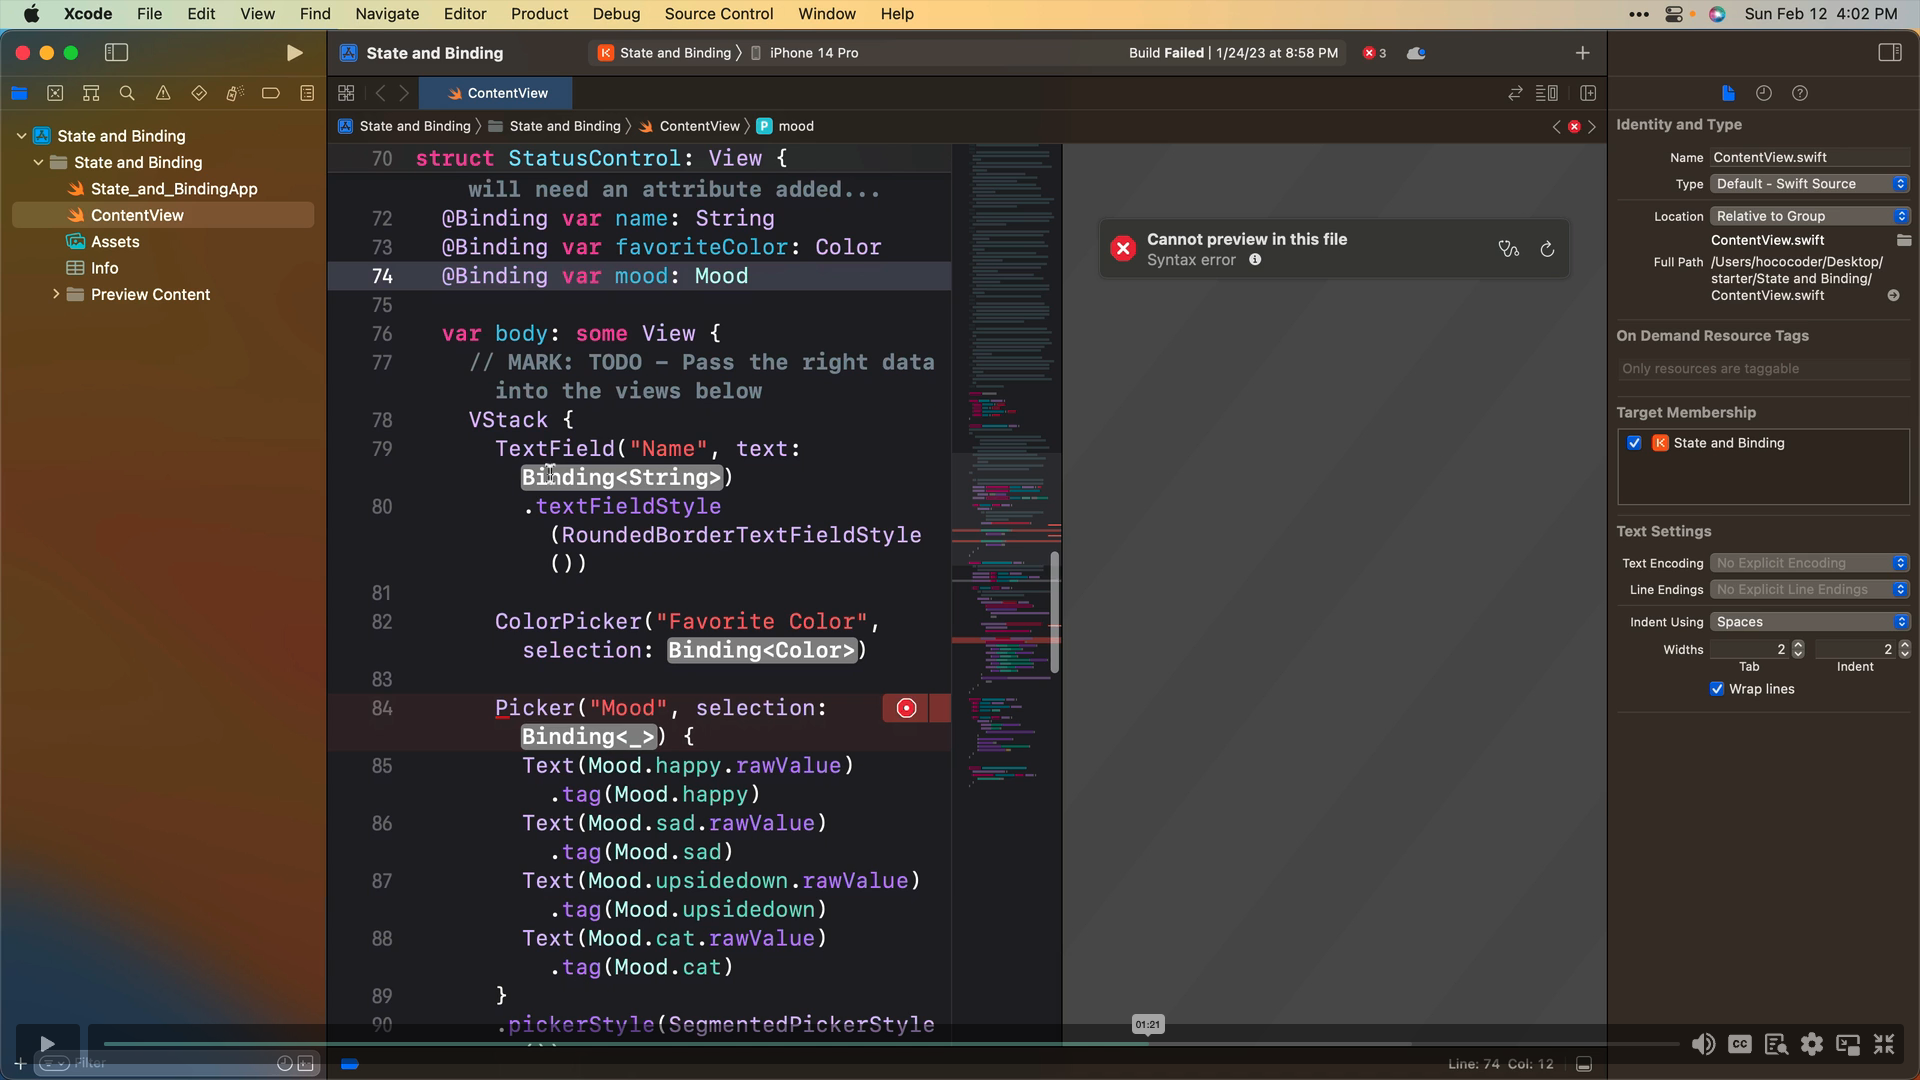 Xcode File Edit View Find Navigate Editor Product Debug Source Control Window Help
Sun Feb 12 4:02 PM
State and Binding
State and Binding
iPhone 14 Pro
Build Failed | 1/24/23 at 8:58 PM
3
ContentView
State and Binding
State and Binding
ContentView
P
mood
State and Binding
State and Binding
State_and_BindingApp
ContentView
Assets
Info
Preview Content
Filter
70 struct StatusControl: View {
will need an attribute added...
72 @Binding var name: String
73 @Binding var favoriteColor: Color
74 @Binding var mood: Mood
75
76 var body: some View {
77 // MARK: TODO – Pass the right data
into the views below
78 VStack {
79 TextField("Name", text:
Binding<String>)
80 .textFieldStyle
(RoundedBorderTextFieldStyle
())
81
82 ColorPicker("Favorite Color",
selection: Binding<Color>)
83
84 Picker("Mood", selection:
Binding<_>) {
85 Text(Mood.happy.rawValue)
.tag(Mood.happy)
86 Text(Mood.sad.rawValue)
.tag(Mood.sad)
87 Text(Mood.upsidedown.rawValue)
.tag(Mood.upsidedown)
88 Text(Mood.cat.rawValue)
.tag(Mood.cat)
89 }
90 .pickerStyle(SegmentedPickerStyle
Cannot preview in this file
Syntax error
Identity and Type
Name ContentView.swift
Type Default - Swift Source
Location Relative to Group
ContentView.swift
Full Path /Users/hococoder/Desktop/
starter/State and Binding/
ContentView.swift
On Demand Resource Tags
Only resources are taggable
Target Membership
State and Binding
Text Settings
Text Encoding No Explicit Encoding
Line Endings No Explicit Line Endings
Indent Using Spaces
Widths 2 2
Tab Indent
Wrap lines
01:21
CC
Line: 74 Col: 12